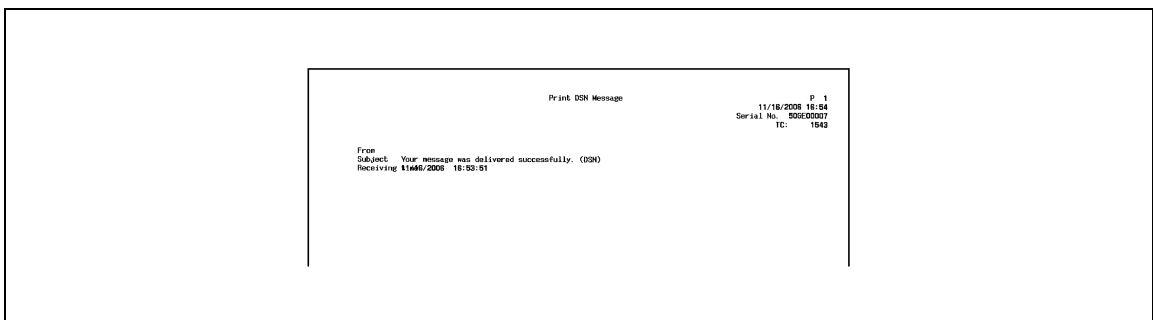 Print DSN Message
P 1
11/16/2006 16:54
Serial No. 50GE00007
TC: 1543
From
Subject Your message was delivered successfully. (DSN)
Receiving 16:53:51